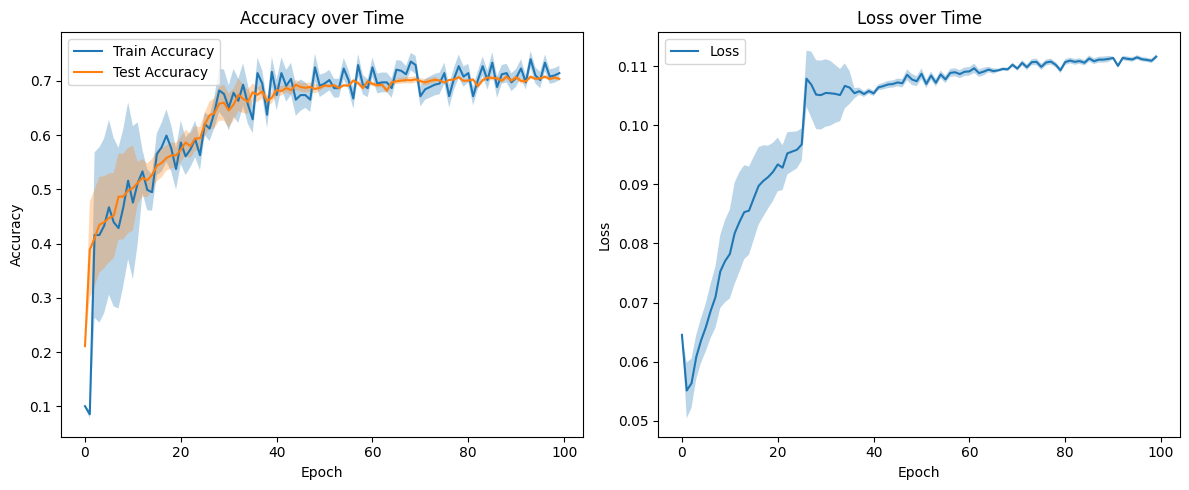 Accuracy over Time
Train Accuracy
Test Accuracy
0.7
0.6
0.5
0.4
0.3
0.2
0.1
Accuracy
0 20 40 60 80 100
Epoch
Loss over Time
Loss
0.11
0.10
0.09
0.08
0.07
0.06
0.05
Loss
0 20 40 60 80 100
Epoch